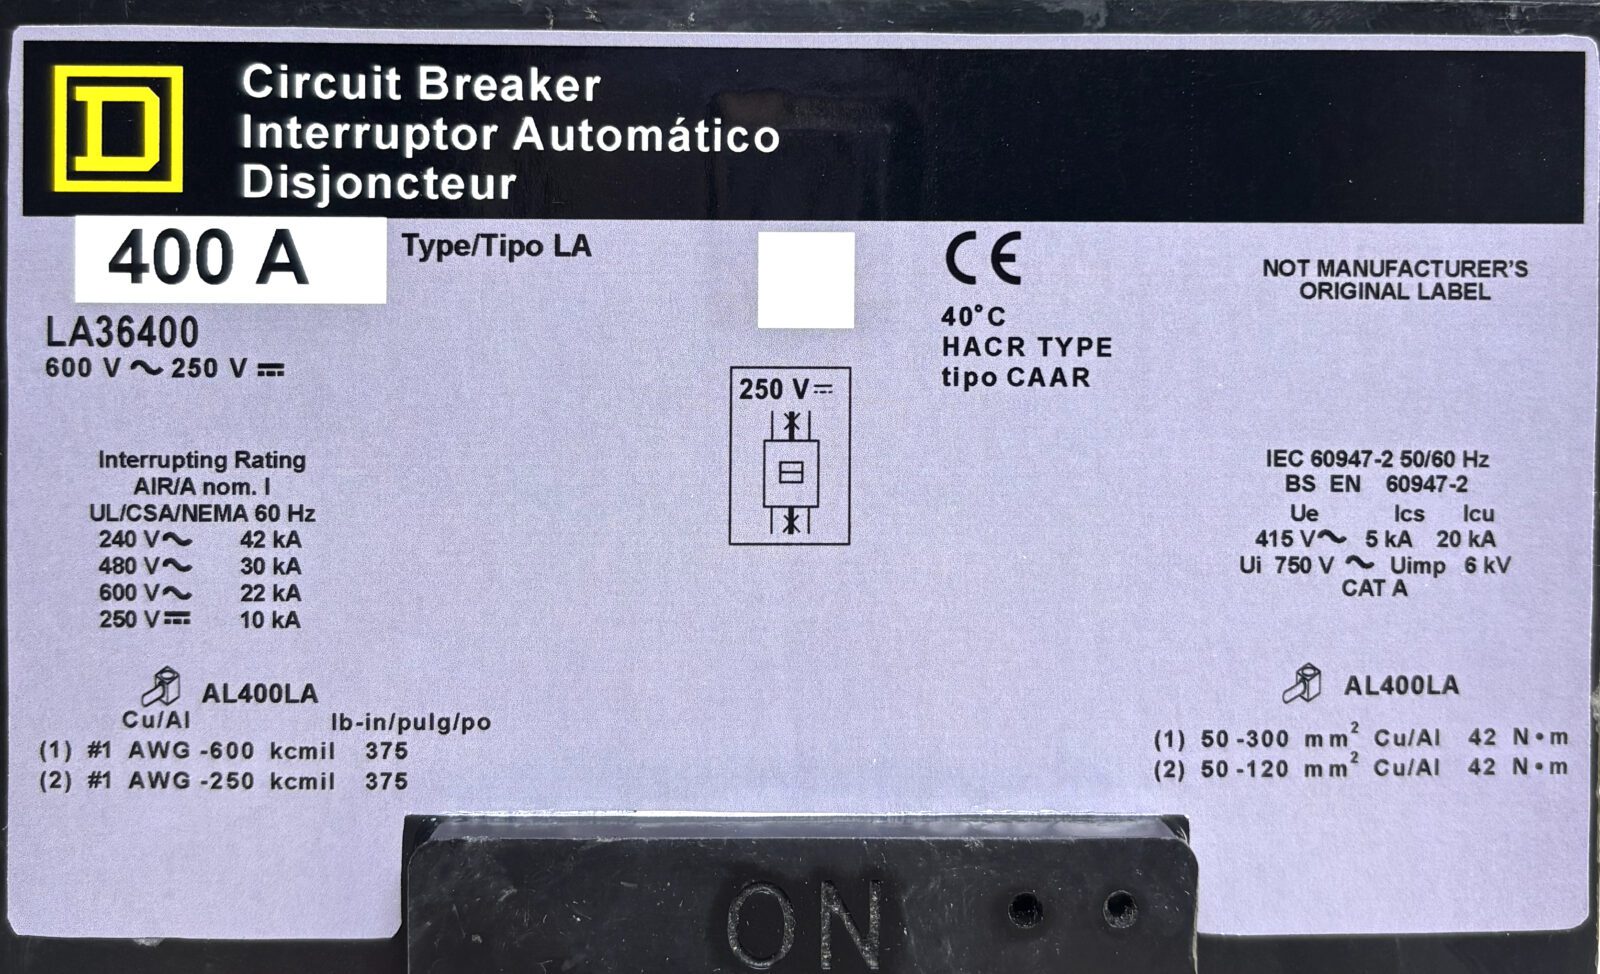 D
Circuit Breaker
Interruptor Automático
Disjoncteur
400 A
Type/Tipo LA
LA36400
600 V ~ 250 V ⎓
Interrupting Rating
AIR/A nom. I
UL/CSA/NEMA 60 Hz
240 V~ 42 kA
480 V~ 30 kA
600 V~ 22 kA
250 V⎓ 10 kA
AL400LA
Cu/Al lb-in/pulg/po
(1) #1 AWG -600 kcmil 375
(2) #1 AWG -250 kcmil 375
250 V⎓
CE
40°C
HACR TYPE
tipo CAAR
NOT MANUFACTURER'S
ORIGINAL LABEL
IEC 60947-2 50/60 Hz
BS EN 60947-2
Ue Ics Icu
415 V~ 5 kA 20 kA
Ui 750 V ~ Uimp 6 kV
CAT A
AL400LA
(1) 50 -300 mm² Cu/Al 42 N•m
(2) 50 -120 mm² Cu/Al 42 N•m
ON